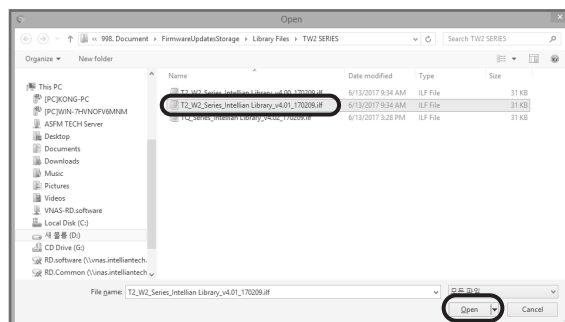 Open
998. Document ▸ FirmwareUpdatesStorage ▸ Library Files ▸ TW2 SERIES
Search TW2 SERIES
Organize
New folder
Name Date modified Type Size
T2_W2_Series_Intellian Library_v4.00_170209.ilf 6/13/2017 9:34 AM ILF File 31 KB
T2_W2_Series_Intellian Library_v4.01_170209.ilf 6/13/2017 9:34 AM ILF File 31 KB
TQ_Series_Intellian Library_v4.02_170209.ilf 6/13/2017 3:28 PM ILF File 31 KB
This PC
[PC]KONG-PC
[PC]WIN-7HVNOFV6MNM
ASFM TECH Server
Desktop
Documents
Downloads
Music
Pictures
Videos
VNAS-RD.software
Local Disk (C:)
새 볼륨 (D:)
CD Drive (G:)
RD.software (\\vnas.intelliantech.
RD.Common (\\inas.intelliantech
File name: T2_W2_Series_Intellian Library_v4.01_170209.ilf
모든 파일
Open
Cancel